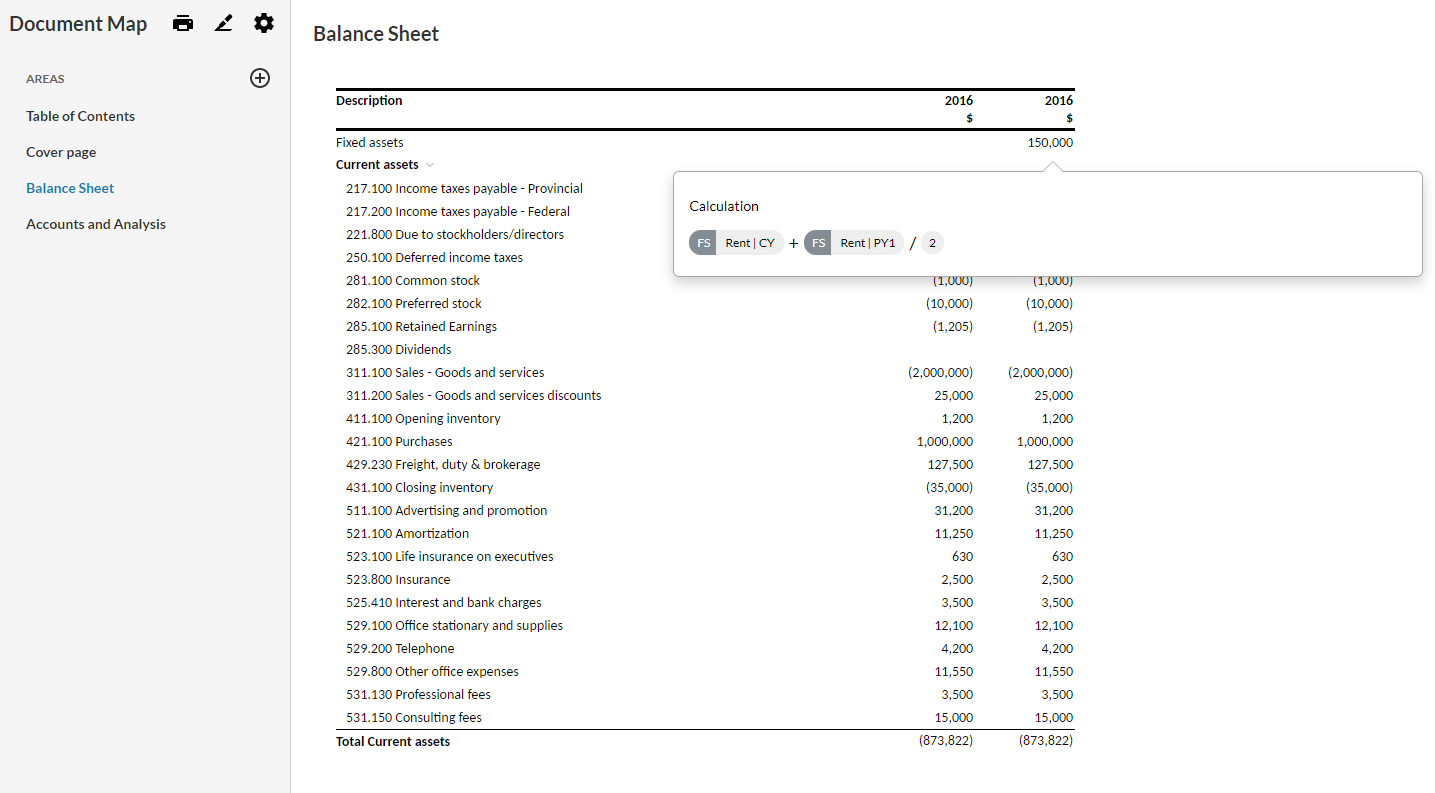 Document Map
AREAS
Table of Contents
Cover page
Balance Sheet
Accounts and Analysis
Balance Sheet
Description 2016 2016
$ $
Fixed assets 150,000
Current assets
217.100 Income taxes payable - Provincial
217.200 Income taxes payable - Federal
221.800 Due to stockholders/directors
250.100 Deferred income taxes
Calculation
FS Rent | CY + FS Rent | PY1 / 2
281.100 Common stock (1,000) (1,000)
282.100 Preferred stock (10,000) (10,000)
285.100 Retained Earnings (1,205) (1,205)
285.300 Dividends
311.100 Sales - Goods and services (2,000,000) (2,000,000)
311.200 Sales - Goods and services discounts 25,000 25,000
411.100 Opening inventory 1,200 1,200
421.100 Purchases 1,000,000 1,000,000
429.230 Freight, duty & brokerage 127,500 127,500
431.100 Closing inventory (35,000) (35,000)
511.100 Advertising and promotion 31,200 31,200
521.100 Amortization 11,250 11,250
523.100 Life insurance on executives 630 630
523.800 Insurance 2,500 2,500
525.410 Interest and bank charges 3,500 3,500
529.100 Office stationary and supplies 12,100 12,100
529.200 Telephone 4,200 4,200
529.800 Other office expenses 11,550 11,550
531.130 Professional fees 3,500 3,500
531.150 Consulting fees 15,000 15,000
Total Current assets (873,822) (873,822)